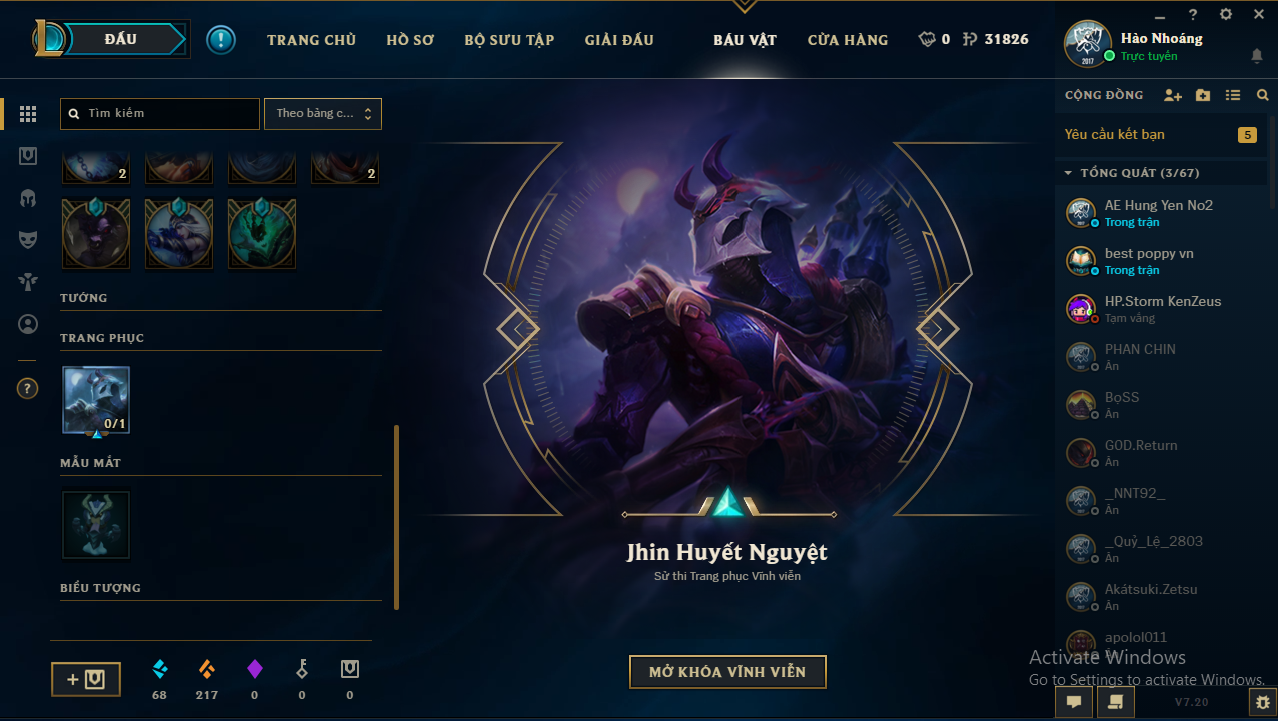 ĐẤU
TRANG CHỦ
HỒ SƠ
BỘ SƯU TẬP
GIẢI ĐẤU
BÁU VẬT
CỬA HÀNG
0
31826
2017
Hào Nhoáng
Trực tuyến
Tìm kiếm
Theo bảng c...
CỘNG ĐỒNG
Yêu cầu kết bạn
5
TỔNG QUÁT (3/67)
AE Hung Yen No2
Trong trận
best poppy vn
Trong trận
HP.Storm KenZeus
Tạm vắng
PHAN CHIN
Ẩn
BọSS
Ẩn
GOD.Return
Ẩn
_NNT92_
Ẩn
_Quỷ_Lệ_2803
Ẩn
Akátsuki.Zetsu
Ẩn
apolol011
Ẩn
2
2
TƯỚNG
TRANG PHỤC
0/1
MẪU MẮT
BIỂU TƯỢNG
Jhin Huyết Nguyệt
Sử thi Trang phục Vĩnh viễn
MỞ KHÓA VĨNH VIỄN
68
217
0
0
0
Activate Windows
Go to Settings to activate Windows.
V7.20